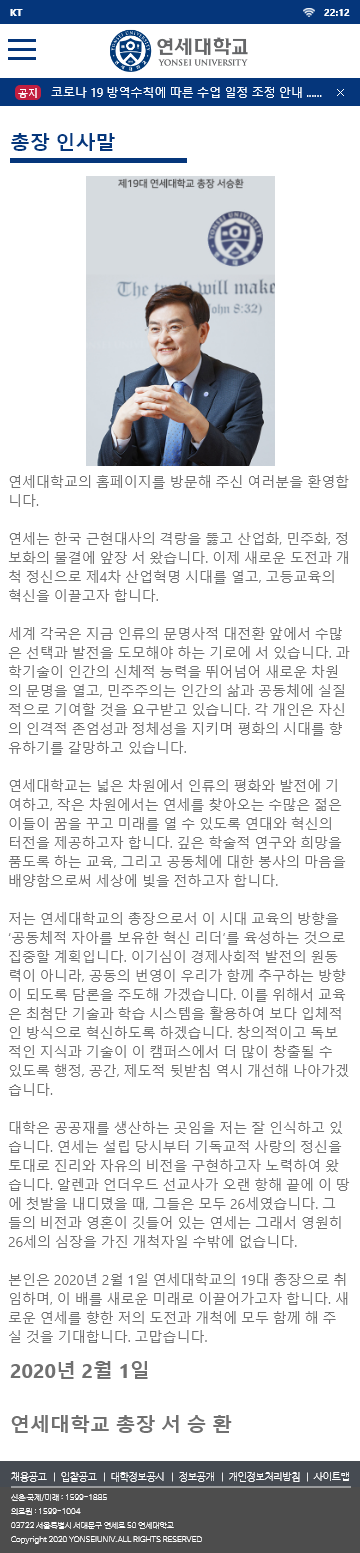 KT 22:12
연세대학교
YONSEI UNIVERSITY
공지 코로나 19 방역수칙에 따른 수업 일정 조정 안내 ...... ×
총장 인사말
제19대 연세대학교 총장 서승환
YONSEI UNIVERSITY
The truth will make
(John 8:32)
연세대학교의 홈페이지를 방문해 주신 여러분을 환영합
니다.
연세는 한국 근현대사의 격랑을 뚫고 산업화, 민주화, 정
보화의 물결에 앞장 서 왔습니다. 이제 새로운 도전과 개
척 정신으로 제4차 산업혁명 시대를 열고, 고등교육의
혁신을 이끌고자 합니다.
세계 각국은 지금 인류의 문명사적 대전환 앞에서 수많
은 선택과 발전을 도모해야 하는 기로에 서 있습니다. 과
학기술이 인간의 신체적 능력을 뛰어넘어 새로운 차원
의 문명을 열고, 민주주의는 인간의 삶과 공동체에 실질
적으로 기여할 것을 요구받고 있습니다. 각 개인은 자신
의 인격적 존엄성과 정체성을 지키며 평화의 시대를 향
유하기를 갈망하고 있습니다.
연세대학교는 넓은 차원에서 인류의 평화와 발전에 기
여하고, 작은 차원에서는 연세를 찾아오는 수많은 젊은
이들이 꿈을 꾸고 미래를 열 수 있도록 연대와 혁신의
터전을 제공하고자 합니다. 깊은 학술적 연구와 희망을
품도록 하는 교육, 그리고 공동체에 대한 봉사의 마음을
배양함으로써 세상에 빛을 전하고자 합니다.
저는 연세대학교의 총장으로서 이 시대 교육의 방향을
‘공동체적 자아를 보유한 혁신 리더’를 육성하는 것으로
집중할 계획입니다. 이기심이 경제사회적 발전의 원동
력이 아니라, 공동의 번영이 우리가 함께 추구하는 방향
이 되도록 담론을 주도해 가겠습니다. 이를 위해서 교육
은 최첨단 기술과 학습 시스템을 활용하여 보다 입체적
인 방식으로 혁신하도록 하겠습니다. 창의적이고 독보
적인 지식과 기술이 이 캠퍼스에서 더 많이 창출될 수
있도록 행정, 공간, 제도적 뒷받침 역시 개선해 나아가겠
습니다.
대학은 공공재를 생산하는 곳임을 저는 잘 인식하고 있
습니다. 연세는 설립 당시부터 기독교적 사랑의 정신을
토대로 진리와 자유의 비전을 구현하고자 노력하여 왔
습니다. 알렌과 언더우드 선교사가 오랜 항해 끝에 이 땅
에 첫발을 내디뎠을 때, 그들은 모두 26세였습니다. 그
들의 비전과 영혼이 깃들어 있는 연세는 그래서 영원히
26세의 심장을 가진 개척자일 수밖에 없습니다.
본인은 2020년 2월 1일 연세대학교의 19대 총장으로 취
임하며, 이 배를 새로운 미래로 이끌어가고자 합니다. 새
로운 연세를 향한 저의 도전과 개척에 모두 함께 해 주
실 것을 기대합니다. 고맙습니다.
2020년 2월 1일
연세대학교 총장 서 승 환
채용공고 | 입찰공고 | 대학정보공시 | 정보공개 | 개인정보처리방침 | 사이트맵
신촌·국제/미래 : 1599-1885
의료원 : 1599-1004
03722 서울특별시 서대문구 연세로 50 연세대학교
Copyright 2020 YONSEIUNIV.ALL RIGHTS RESERVED